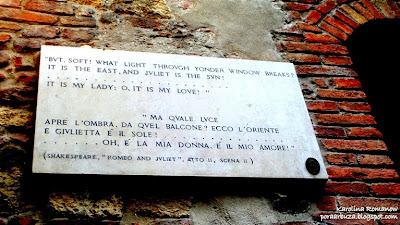 "BVT, SOFT! WHAT LIGHT THROVGH YONDER WINDOW BREAKS?
IT IS THE EAST, AND JVLIET IS THE SVN!
. . . . . . . . . . . . . . . . . . . .
IT IS MY LADY; O, IT IS MY LOVE!"
"MA QVALE LVCE
APRE L'OMBRA, DA QVEL BALCONE? ECCO L'ORIENTE
E GIVLIETTA È IL SOLE! . . . . . . . . . . . .
. . . . . . OH, È LA MIA DONNA, È IL MIO AMORE!"
(SHAKESPEARE, "ROMEO AND JVLIET", ATTO II, SCENA II)
Karolina Romanow
poraarbuza.blogspot.com